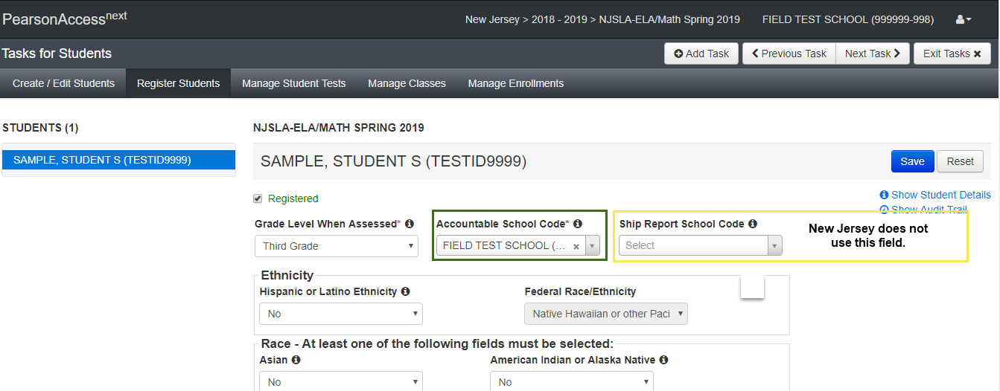 PearsonAccessnext
New Jersey > 2018 - 2019 > NJSLA-ELA/Math Spring 2019
FIELD TEST SCHOOL (999999-998)
Tasks for Students
Add Task
Previous Task
Next Task
Exit Tasks
Create / Edit Students
Register Students
Manage Student Tests
Manage Classes
Manage Enrollments
STUDENTS (1)
NJSLA-ELA/MATH SPRING 2019
SAMPLE, STUDENT S (TESTID9999)
SAMPLE, STUDENT S (TESTID9999)
Save
Reset
Registered
Show Student Details
Show Audit Trail
Grade Level When Assessed*
Accountable School Code*
Ship Report School Code
New Jersey does not
use this field.
Third Grade
FIELD TEST SCHOOL (...
Select
Ethnicity
Hispanic or Latino Ethnicity
Federal Race/Ethnicity
No
Native Hawaiian or other Paci
Race - At least one of the following fields must be selected:
Asian
American Indian or Alaska Native
No
No